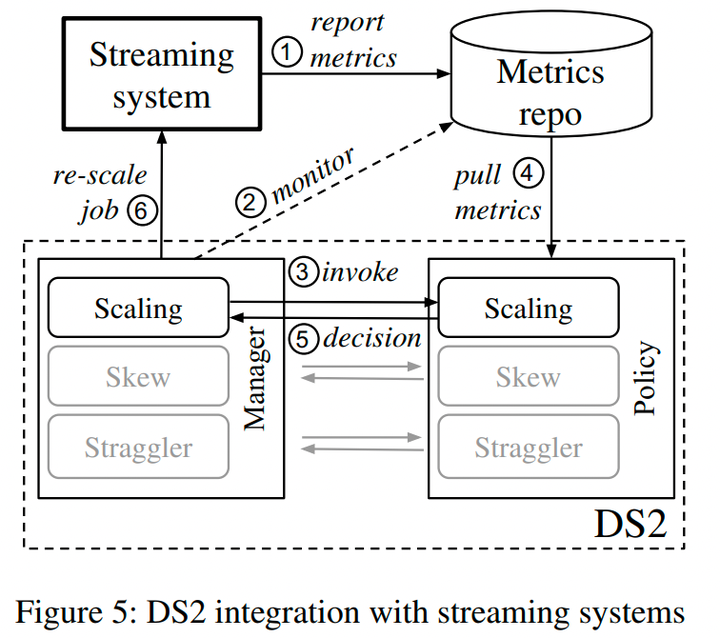 Streaming
system
① report
metrics
Metrics
repo
re-scale
job ⑥
② monitor
pull ④
metrics
③ invoke
Scaling
Scaling
⑤ decision
Skew
Skew
Straggler
Straggler
Manager
Policy
DS2
Figure 5: DS2 integration with streaming systems